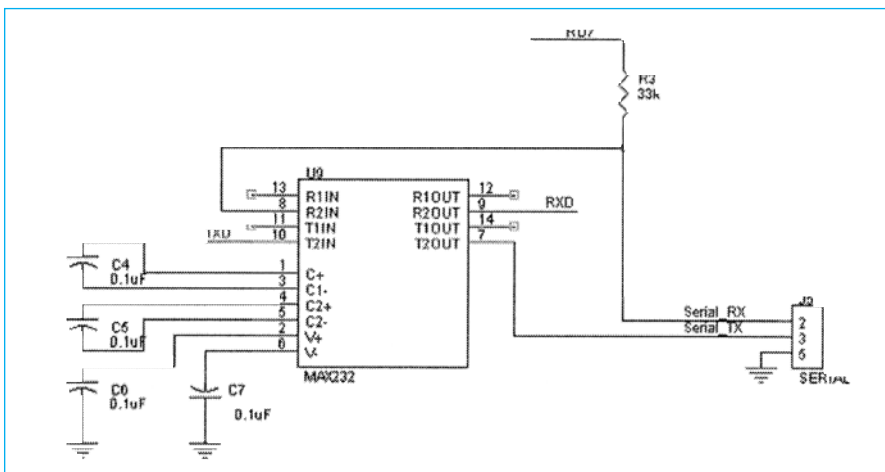 R3
33k
U9
13 R1IN R1OUT 12
8 R2IN R2OUT 9 RXD
11 T1IN T1OUT 14
TXD 10 T2IN T2OUT 7
C4
0.1uF
1 C+
3 C1-
4 C2+
5 C2-
2 V+
6 V-
C5
0.1uF
MAX232
C6
0.1uF
C7
0.1uF
Serial_RX 2
Serial_TX 3
5
SERIAL